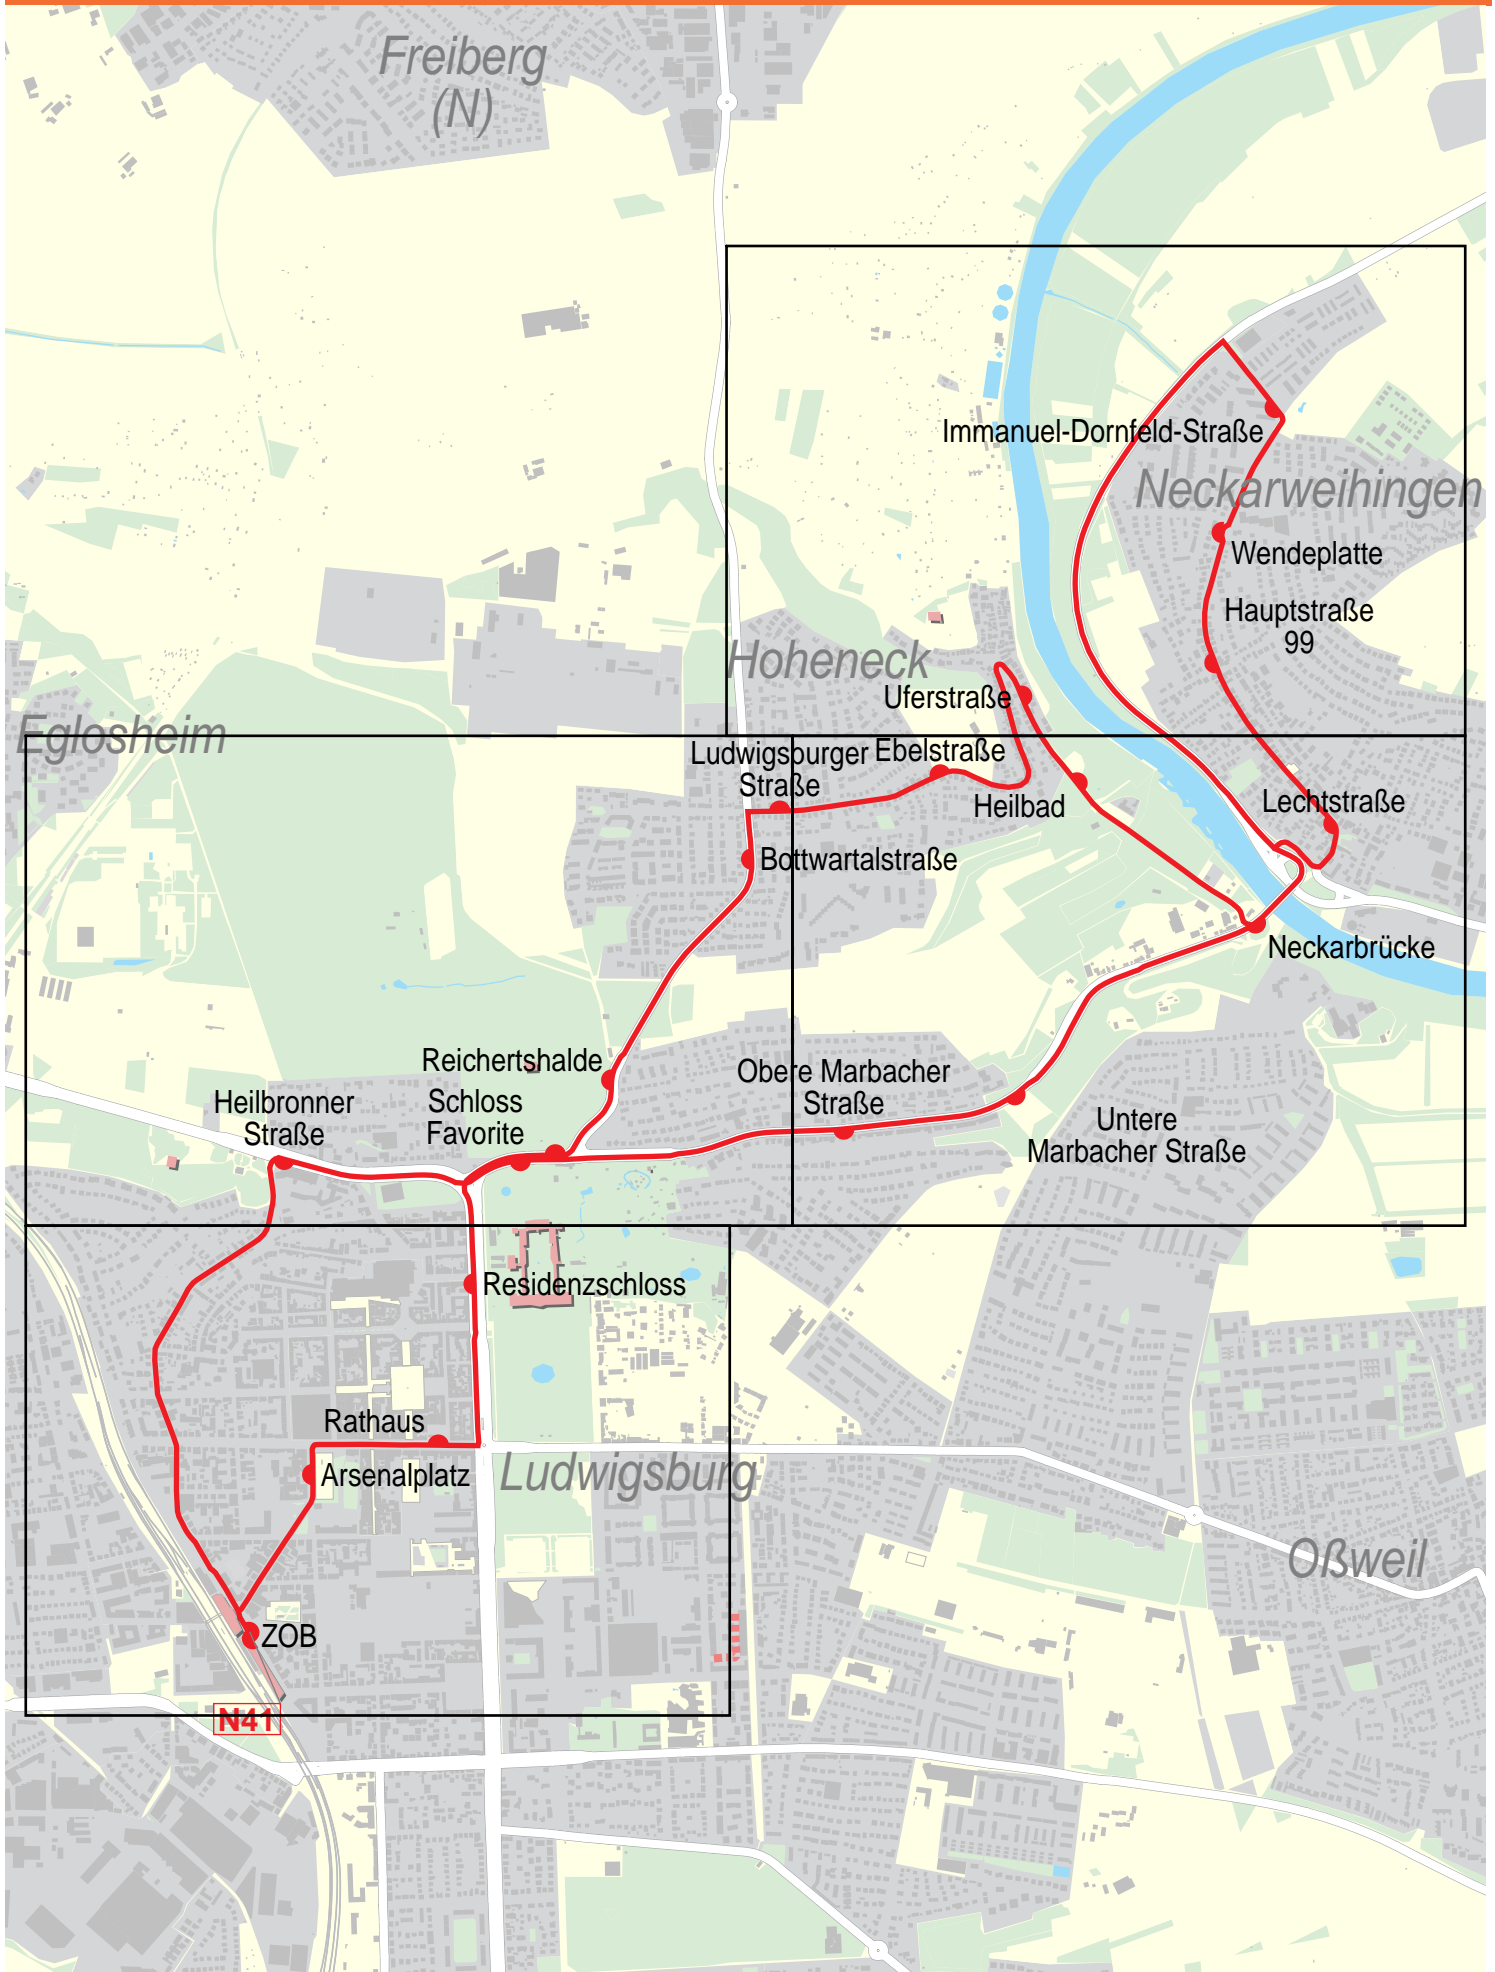 Freiberg
(N)
Immanuel-Dornfeld-Straße
Neckarweihingen
Wendeplatte
Hauptstraße
99
Hoheneck
Uferstraße
Eglosheim
Ludwigsburger
Straße
Ebelstraße
Heilbad
Lechtstraße
Bottwartalstraße
Neckarbrücke
Reichertshalde
Obere Marbacher
Straße
Heilbronner
Straße
Schloss
Favorite
Untere
Marbacher Straße
Residenzschloss
Rathaus
Arsenalplatz
Ludwigsburg
Oßweil
ZOB
N41